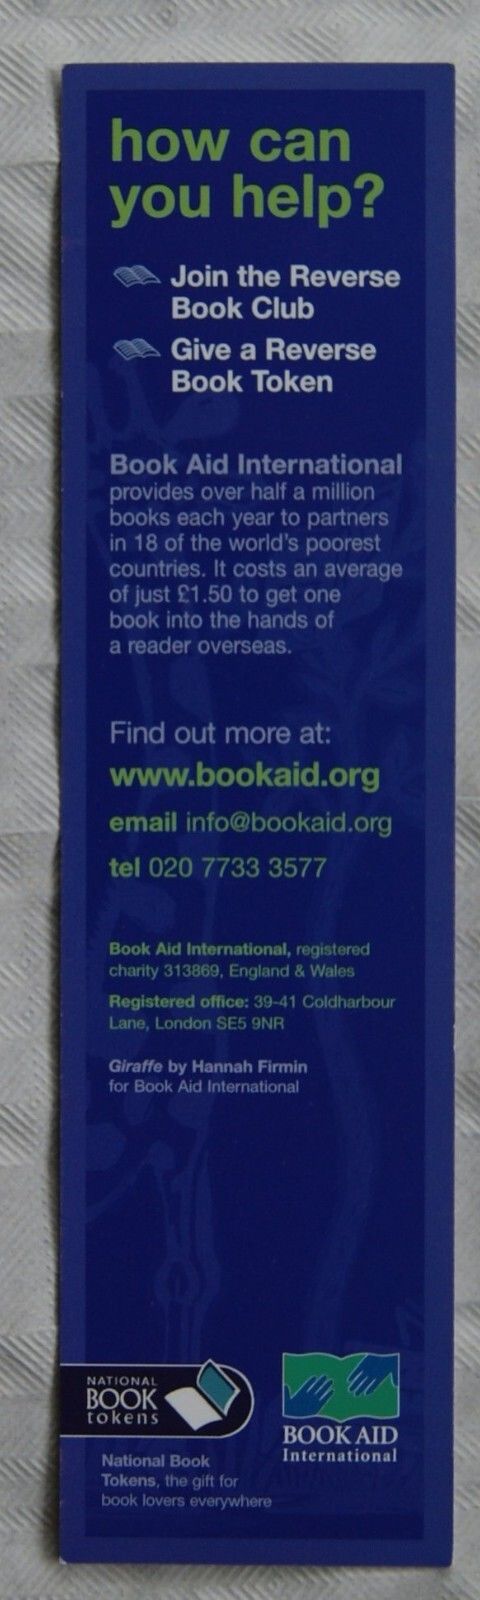 how can
you help?
Join the Reverse
Book Club
Give a Reverse
Book Token
Book Aid International
provides over half a million
books each year to partners
in 18 of the world's poorest
countries. It costs an average
of just £1.50 to get one
book into the hands of
a reader overseas.
Find out more at:
www.bookaid.org
email info@bookaid.org
tel 020 7733 3577
Book Aid International, registered
charity 313869, England & Wales
Registered office: 39-41 Coldharbour
Lane, London SE5 9NR
Giraffe by Hannah Firmin
for Book Aid International
NATIONAL
BOOK
tokens
National Book
Tokens, the gift for
book lovers everywhere
BOOK AID
International